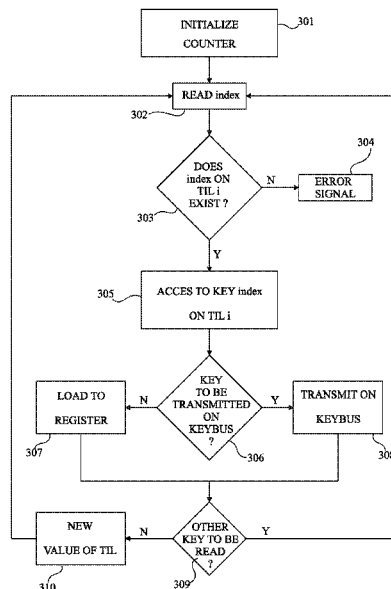 INITIALIZE
COUNTER
301
READ index
302
304
DOES
index ON
TIL i
EXIST ?
N
ERROR
SIGNAL
303
Y
305
ACCES TO KEY index
ON TIL i
KEY
TO BE
TRANSMITTED
ON
KEYBUS
?
N
Y
LOAD TO
REGISTER
TRANSMIT ON
KEYBUS
307
306
308
NEW
VALUE OF TIL
N
OTHER
KEY TO BE
READ
?
Y
309
310